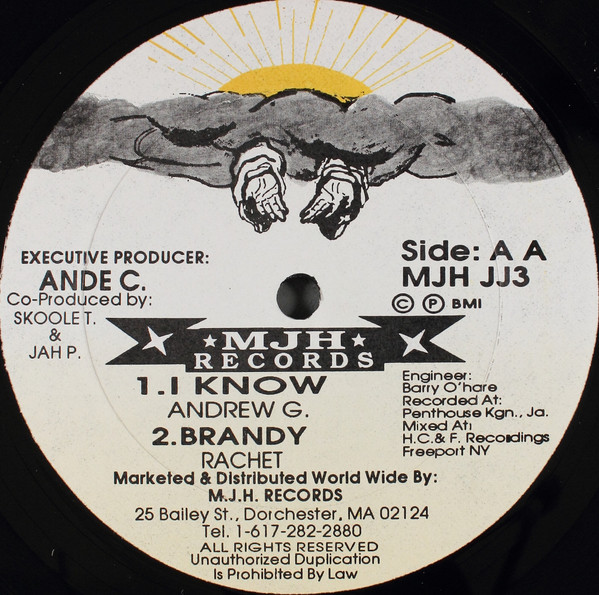 EXECUTIVE PRODUCER:
ANDE C.
Co-Produced by:
SKOOLE T.
&
JAH P.
Side: A A
MJH JJ3
© ℗ BMI
★MJH★
RECORDS
1.I KNOW
ANDREW G.
2.BRANDY
RACHET
Engineer:
Barry O'hare
Recorded At:
Penthouse Kgn., Ja.
Mixed At:
H.C.& F. Recordings
Freeport NY
Marketed & Distributed World Wide By:
M.J.H. RECORDS
25 Bailey St., Dorchester, MA 02124
Tel. 1-617-282-2880
ALL RIGHTS RESERVED
Unauthorized Duplication
Is Prohibited By Law